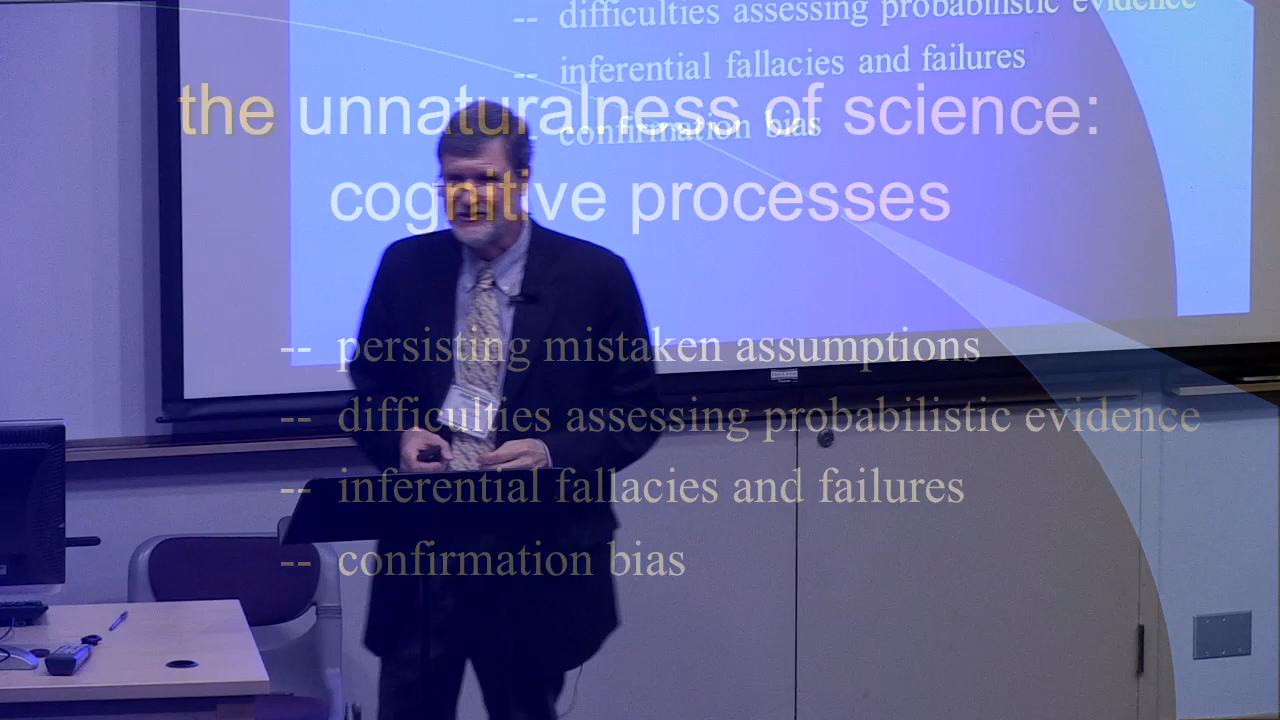 -- difficulties assessing probabilistic evidence
-- inferential fallacies and failures
-- confirmation bias
the unnaturalness of science:
cognitive processes
-- persisting mistaken assumptions
-- difficulties assessing probabilistic evidence
-- inferential fallacies and failures
-- confirmation bias